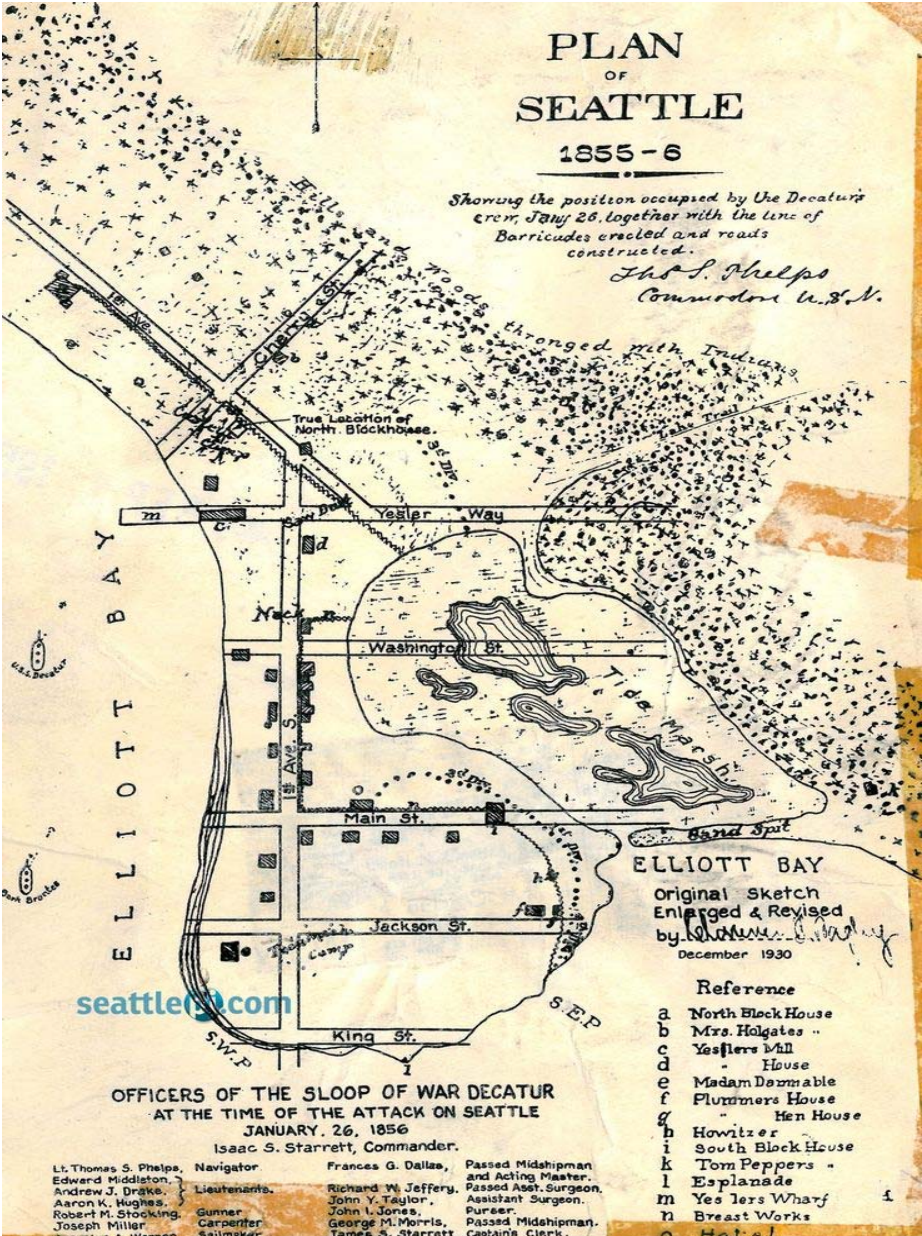 PLAN
OF
SEATTLE
1855-6
Showing the position occupied by the Decatur's
crew, Jany 26, together with the line of
Barricades erected and roads
constructed.
Thos S. Phelps
Commodore U.S.N.
Hills and Woods thronged with Indians
1st Ave.
Cherry St.
b
True Location of
North Blockhouse.
3rd Div.
Lake Trail
m
c
Yesler Way
d
n
Washington St.
U.S.S. Decatur
Tide Marsh
1st Ave. S.
ELLIOTT BAY
n
Main St.
i
Sand Spit
Bark Brontes
h
f
g
Jackson St.
Camp
S.E.P
S.W.P
King St.
l
ELLIOTT BAY
Original Sketch
Enlarged & Revised
by
December 1930
seattle.com
Reference
a North Block House
b Mrs. Holgates "
c Yeslers Mill
d " House
e Madam Damnable
f Plummers House
g " Hen House
h Howitzer
i South Block House
k Tom Peppers "
l Esplanade
m Yeslers Wharf
n Breast Works
o Hotel
OFFICERS OF THE SLOOP OF WAR DECATUR
AT THE TIME OF THE ATTACK ON SEATTLE
JANUARY, 26, 1856
Isaac S. Starrett, Commander.
Lt. Thomas S. Phelps, Navigator Frances G. Dallas, Passed Midshipman
Edward Middleton, and Acting Master.
Andrew J. Drake, Lieutenants. Richard W. Jeffery, Passed Asst. Surgeon.
Aaron K. Hughes, John Y. Taylor, Assistant Surgeon.
Robert M. Stocking, Gunner John I. Jones, Purser.
Joseph Miller Carpenter George M. Morris, Passed Midshipman.
Sailmaker James S. Starrett Captain's Clerk.